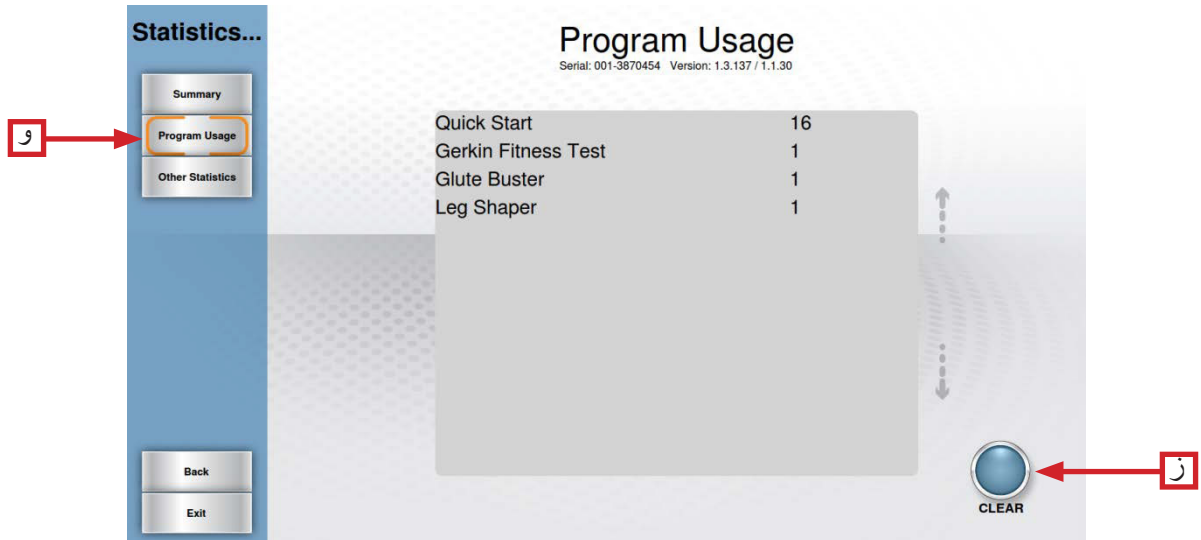 Statistics...
Program Usage
Serial: 001-3870454 Version: 1.3.137 / 1.1.30
Summary
Program Usage
Other Statistics
و
Quick Start 16
Gerkin Fitness Test 1
Glute Buster 1
Leg Shaper 1
Back
Exit
CLEAR
ز